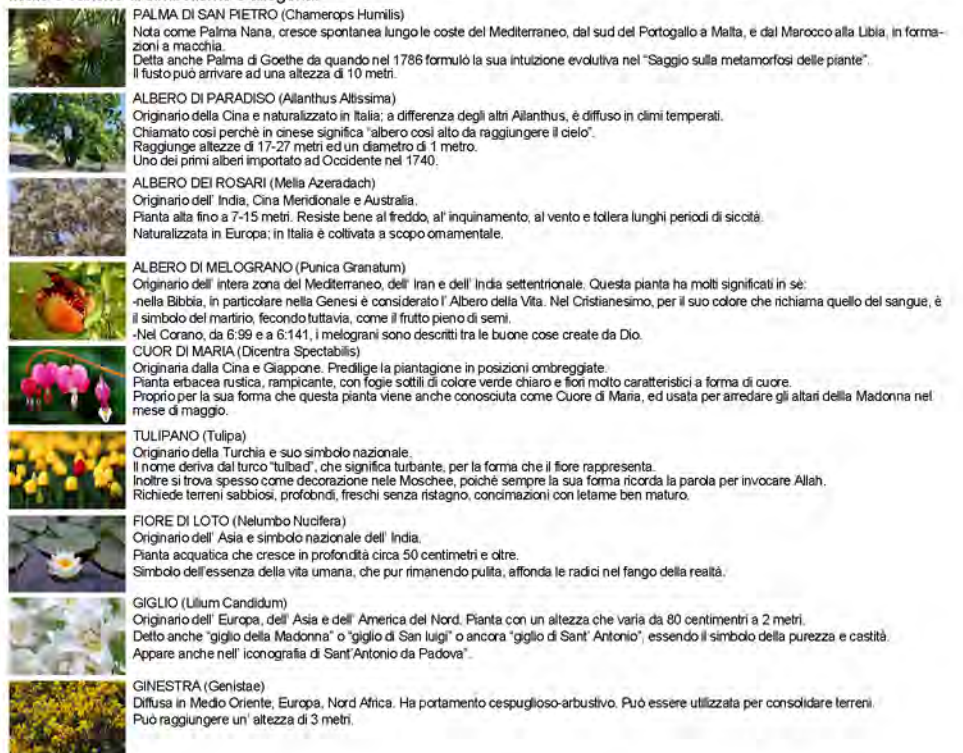 PALMA DI SAN PIETRO (Chamerops Humilis)
Nota come Palma Nana, cresce spontanea lungo le coste del Mediterraneo, dal sud del Portogallo a Malta, e dal Marocco alla Libia, in forma-
zioni a macchia.
Detta anche Palma di Goethe da quando nel 1786 formulò la sua intuizione evolutiva nel "Saggio sulla metamorfosi delle piante".
Il fusto può arrivare ad una altezza di 10 metri.
ALBERO DI PARADISO (Ailanthus Altissima)
Originario della Cina e naturalizzato in Italia; a differenza degli altri Ailanthus, è diffuso in climi temperati.
Chiamato così perchè in cinese significa "albero così alto da raggiungere il cielo".
Raggiunge altezze di 17-27 metri ed un diametro di 1 metro.
Uno dei primi alberi importato ad Occidente nel 1740.
ALBERO DEI ROSARI (Melia Azeradach)
Originario dell' India, Cina Meridionale e Australia.
Pianta alta fino a 7-15 metri. Resiste bene al freddo, al' inquinamento, al vento e tollera lunghi periodi di siccità.
Naturalizzata in Europa; in Italia è coltivata a scopo ornamentale.
ALBERO DI MELOGRANO (Punica Granatum)
Originario dell' intera zona del Mediterraneo, dell' Iran e dell' India settentrionale. Questa pianta ha molti significati in sè:
-nella Bibbia, in particolare nella Genesi è considerato l' Albero della Vita. Nel Cristianesimo, per il suo colore che richiama quello del sangue, è
il simbolo del martirio, fecondo tuttavia, come il frutto pieno di semi.
-Nel Corano, da 6:99 e a 6:141, i melograni sono descritti tra le buone cose create da Dio.
CUOR DI MARIA (Dicentra Spectabilis)
Originaria dalla Cina e Giappone. Predilige la piantagione in posizioni ombreggiate.
Pianta erbacea rustica, rampicante, con fogie sottili di colore verde chiaro e fiori molto caratteristici a forma di cuore.
Proprio per la sua forma che questa pianta viene anche conosciuta come Cuore di Maria, ed usata per arredare gli altari dellla Madonna nel
mese di maggio.
TULIPANO (Tulipa)
Originario della Turchia e suo simbolo nazionale.
Il nome deriva dal turco "tulbad", che significa turbante, per la forma che il fiore rappresenta.
Inoltre si trova spesso come decorazione nele Moschee, poiché sempre la sua forma ricorda la parola per invocare Allah.
Richiede terreni sabbiosi, profobndi, freschi senza ristagno, concimazioni con letame ben maturo.
FIORE DI LOTO (Nelumbo Nucifera)
Originario dell' Asia e simbolo nazionale dell' India.
Pianta acquatica che cresce in profondità circa 50 centimetri e oltre.
Simbolo dell'essenza della vita umana, che pur rimanendo pulita, affonda le radici nel fango della realtà.
GIGLIO (Lilium Candidum)
Originario dell' Europa, dell' Asia e dell' America del Nord. Pianta con un altezza che varia da 80 centimentri a 2 metri.
Detto anche "giglio della Madonna" o "giglio di San luigi" o ancora "giglio di Sant' Antonio", essendo il simbolo della purezza e castità.
Appare anche nell' iconografia di Sant'Antonio da Padova".
GINESTRA (Genistae)
Diffusa in Medio Oriente, Europa, Nord Africa. Ha portamento cespuglioso-arbustivo. Può essere utilizzata per consolidare terreni.
Può raggiungere un' altezza di 3 metri.